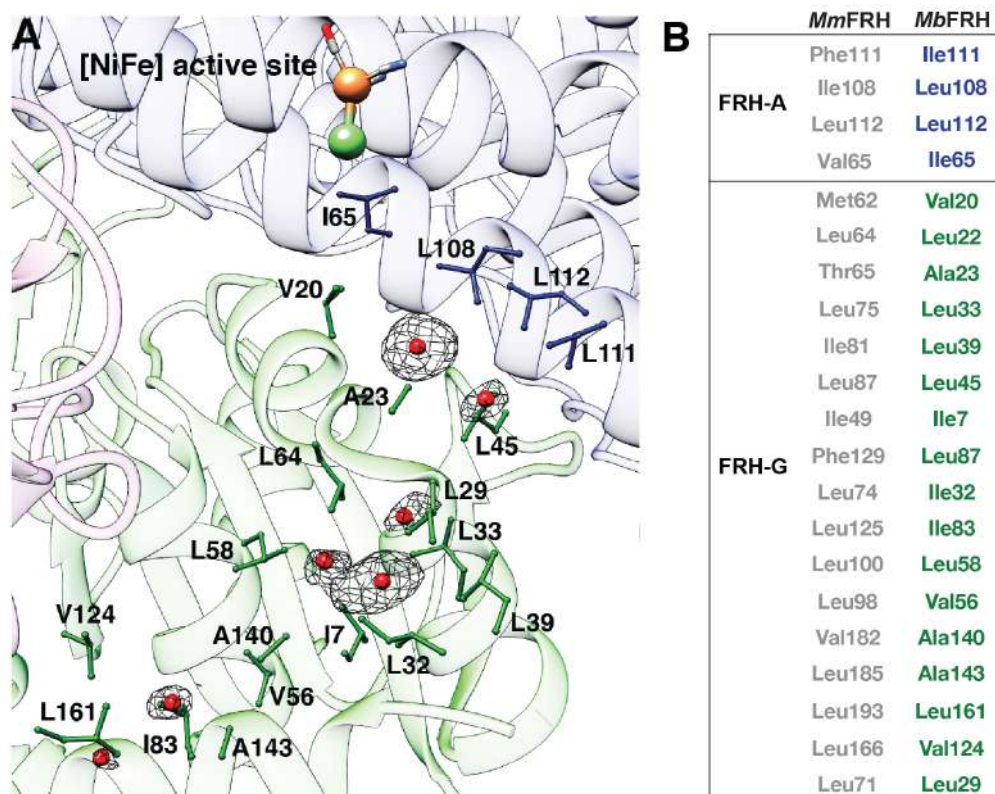 A
[NiFe] active site
I65
L108
L112
V20
L111
A23
L45
L64
L29
L33
L58
V124
A140
I7
L39
L32
V56
L161
I83
A143
B
MmFRH MbFRH
FRH-A
Phe111 Ile111
Ile108 Leu108
Leu112 Leu112
Val65 Ile65
FRH-G
Met62 Val20
Leu64 Leu22
Thr65 Ala23
Leu75 Leu33
Ile81 Leu39
Leu87 Leu45
Ile49 Ile7
Phe129 Leu87
Leu74 Ile32
Leu125 Ile83
Leu100 Leu58
Leu98 Val56
Val182 Ala140
Leu185 Ala143
Leu193 Leu161
Leu166 Val124
Leu71 Leu29